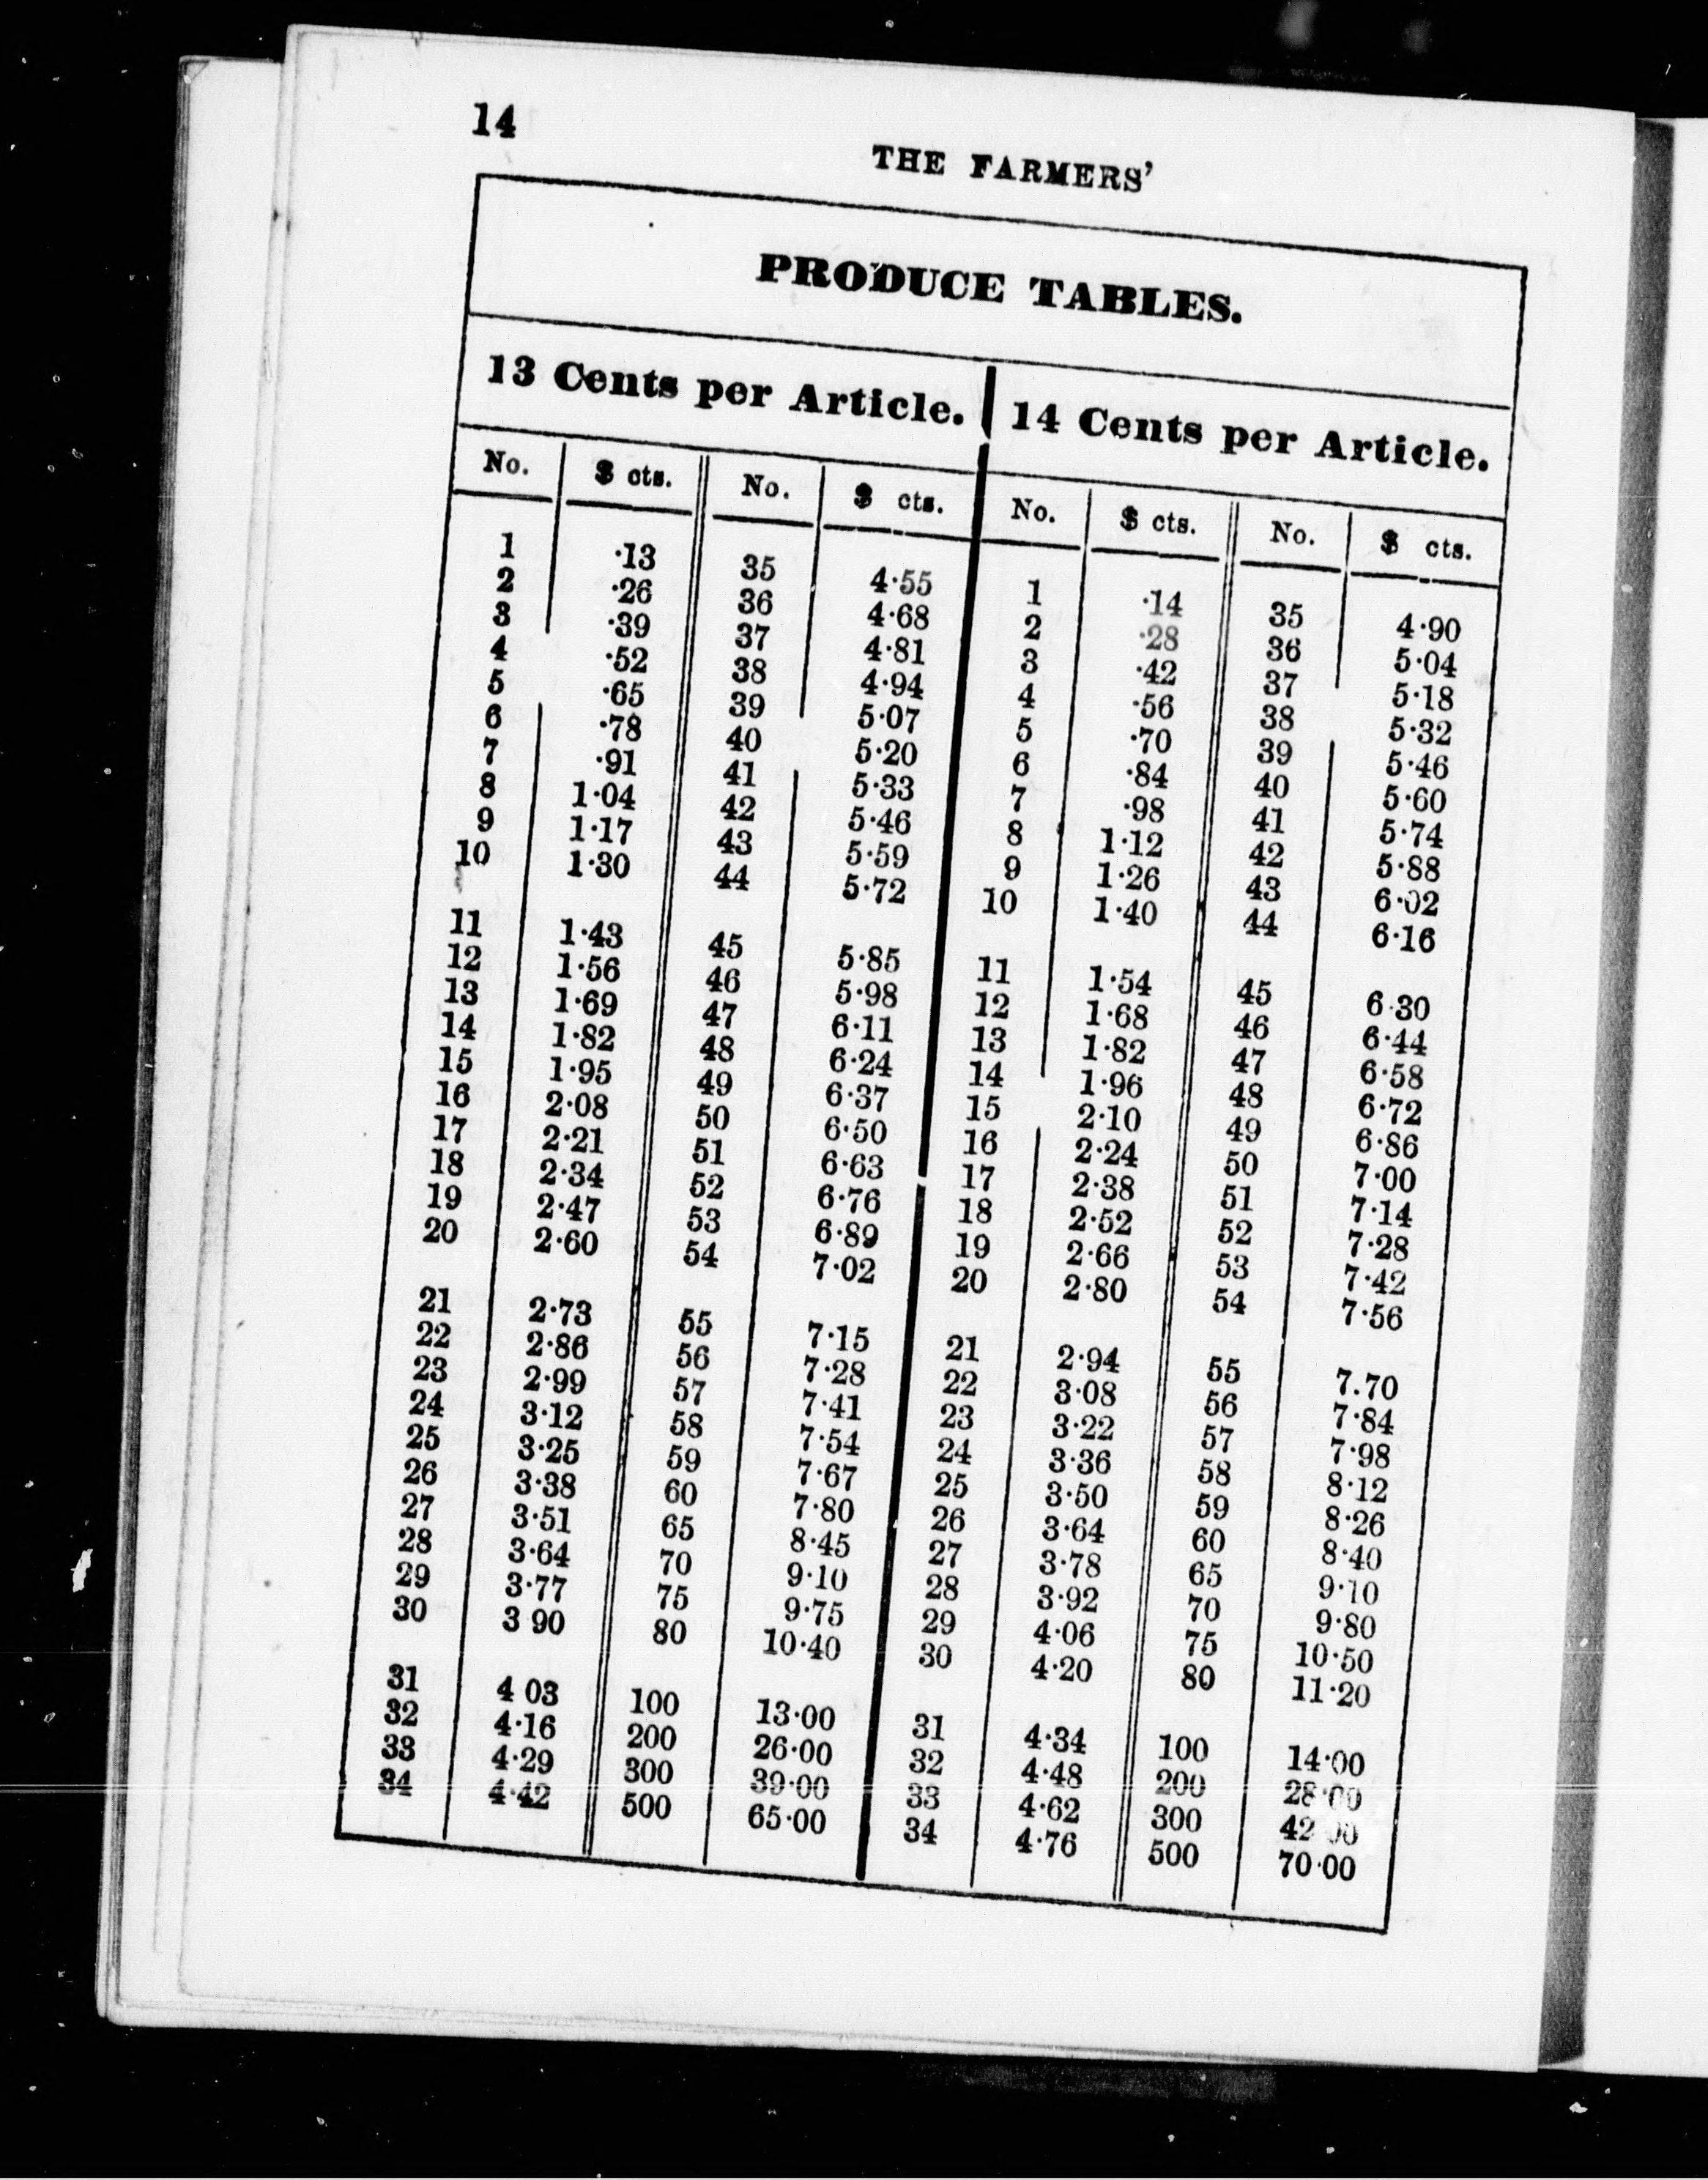 14
THE FARMERS'
PRODUCE TABLES.
13 Cents per Article. 14 Cents per Article.
No. $ cts. No. $ cts. No. $ cts. No. $ cts.
1 ·13 35 4·55 1 ·14 35 4·90
2 ·26 36 4·68 2 ·28 36 5·04
3 ·39 37 4·81 3 ·42 37 5·18
4 ·52 38 4·94 4 ·56 38 5·32
5 ·65 39 5·07 5 ·70 39 5·46
6 ·78 40 5·20 6 ·84 40 5·60
7 ·91 41 5·33 7 ·98 41 5·74
8 1·04 42 5·46 8 1·12 42 5·88
9 1·17 43 5·59 9 1·26 43 6·02
10 1·30 44 5·72 10 1·40 44 6·16
11 1·43 45 5·85 11 1·54 45 6·30
12 1·56 46 5·98 12 1·68 46 6·44
13 1·69 47 6·11 13 1·82 47 6·58
14 1·82 48 6·24 14 1·96 48 6·72
15 1·95 49 6·37 15 2·10 49 6·86
16 2·08 50 6·50 16 2·24 50 7·00
17 2·21 51 6·63 17 2·38 51 7·14
18 2·34 52 6·76 18 2·52 52 7·28
19 2·47 53 6·89 19 2·66 53 7·42
20 2·60 54 7·02 20 2·80 54 7·56
21 2·73 55 7·15 21 2·94 55 7.70
22 2·86 56 7·28 22 3·08 56 7·84
23 2·99 57 7·41 23 3·22 57 7·98
24 3·12 58 7·54 24 3·36 58 8·12
25 3·25 59 7·67 25 3·50 59 8·26
26 3·38 60 7·80 26 3·64 60 8·40
27 3·51 65 8·45 27 3·78 65 9·10
28 3·64 70 9·10 28 3·92 70 9·80
29 3·77 75 9·75 29 4·06 75 10·50
30 3 90 80 10·40 30 4·20 80 11·20
31 4 03 100 13·00 31 4·34 100 14·00
32 4·16 200 26·00 32 4·48 200 28·00
33 4·29 300 39·00 33 4·62 300 42 00
34 4·42 500 65·00 34 4·76 500 70·00